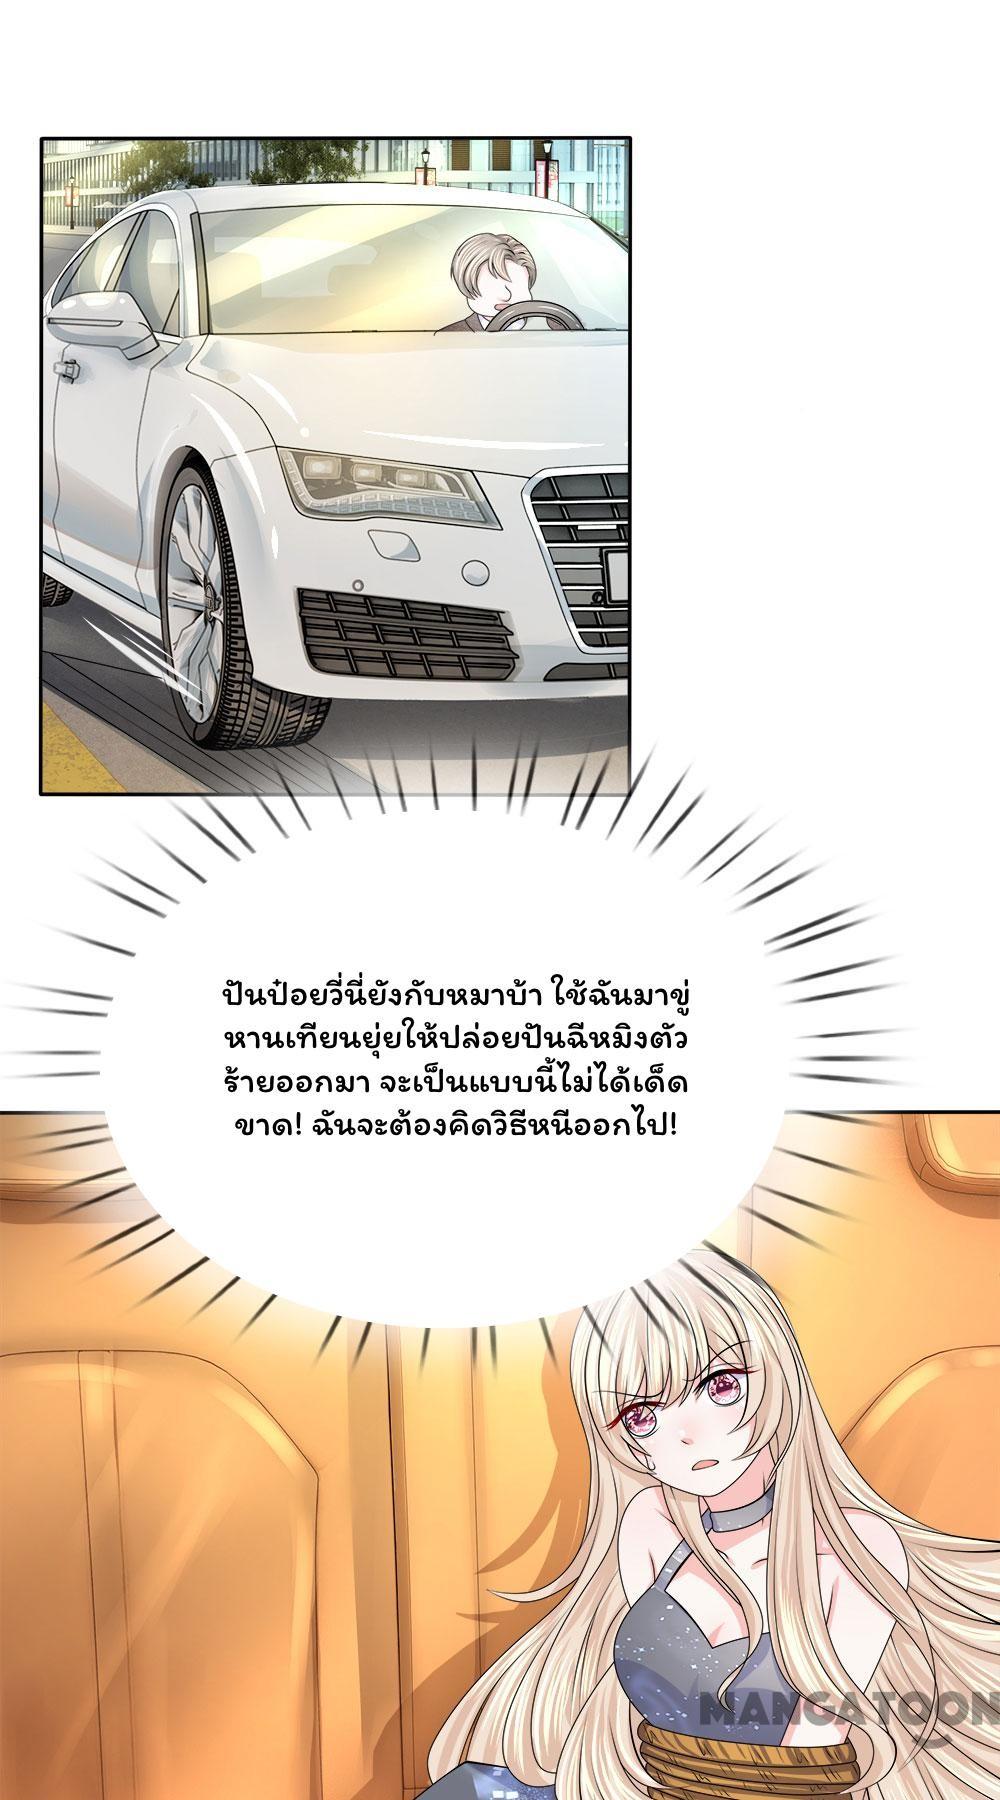 ปันป๋อยวี่นี่ยังกับหมาบ้า ใช้ฉันมาขู่
หานเทียนยุ่ยให้ปล่อยปันฉีหมิงตัว
ร้ายออกมา จะเป็นแบบนี้ไม่ได้เด็ด
ขาด! ฉันจะต้องคิดวิธีหนีออกไป!
MANGATOON